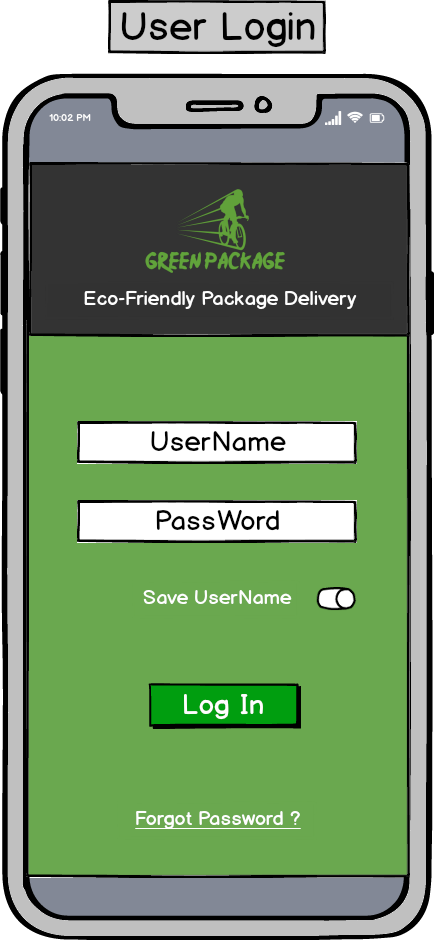 User Login
10:02 PM
GREEN PACKAGE
Eco-Friendly Package Delivery
UserName
PassWord
Save UserName
Log In
Forgot Password ?